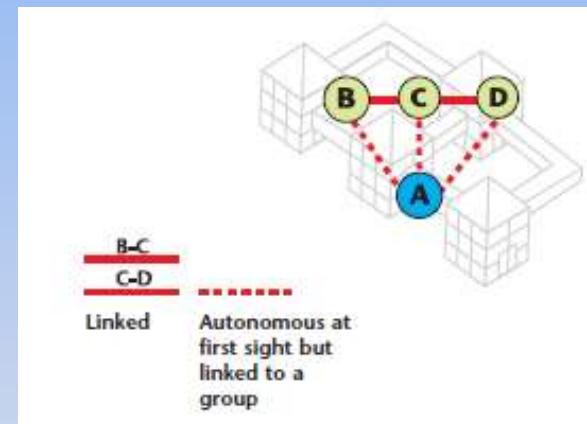 B C D
A
B-C
C-D
Linked
Autonomous at
first sight but
linked to a
group